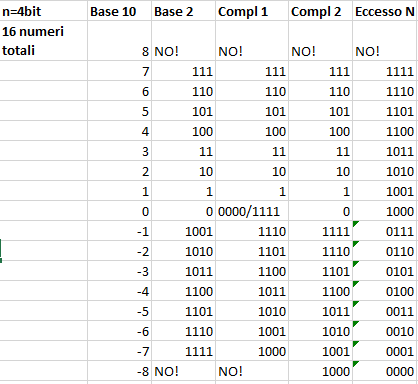 n=4bit Base 10 Base 2 Compl 1 Compl 2 Eccesso N
16 numeri
totali 8 NO! NO! NO! NO!
7 111 111 111 1111
6 110 110 110 1110
5 101 101 101 1101
4 100 100 100 1100
3 11 11 11 1011
2 10 10 10 1010
1 1 1 1 1001
0 0 0000/1111 0 1000
-1 1001 1110 1111 0111
-2 1010 1101 1110 0110
-3 1011 1100 1101 0101
-4 1100 1011 1100 0100
-5 1101 1010 1011 0011
-6 1110 1001 1010 0010
-7 1111 1000 1001 0001
-8 NO! NO! 1000 0000